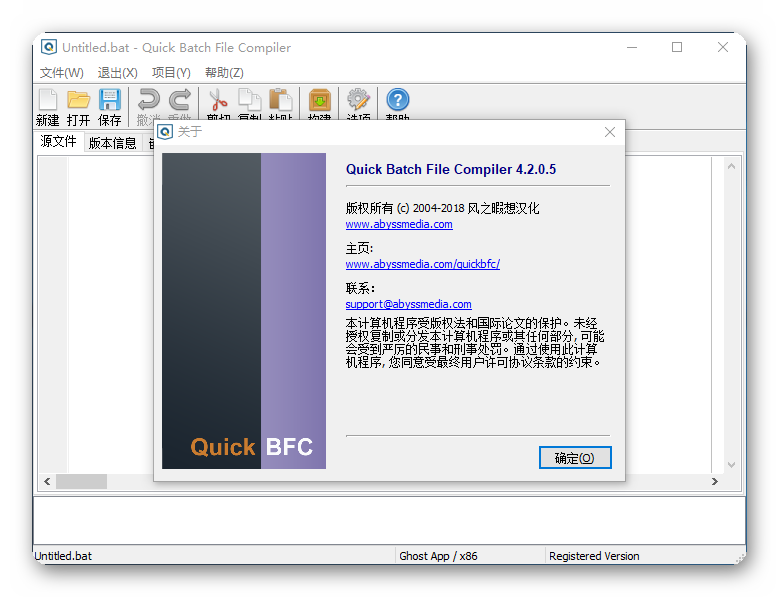 Untitled.bat - Quick Batch File Compiler
文件(W) 退出(X) 项目(Y) 帮助(Z)
新建 打开 保存 撤消 重做 剪切 复制 粘贴 构建 选项 帮助
源文件 版本信息
关于
Quick Batch File Compiler 4.2.0.5
版权所有 (c) 2004-2018 风之暇想汉化
www.abyssmedia.com
主页:
www.abyssmedia.com/quickbfc/
联系:
support@abyssmedia.com
本计算机程序受版权法和国际论文的保护。未经
授权复制或分发本计算机程序或其任何部分, 可能
会受到严厉的民事和刑事处罚。通过使用此计算
机程序, 您同意受最终用户许可协议条款的约束。
Quick BFC
确定(O)
Untitled.bat Ghost App / x86 Registered Version